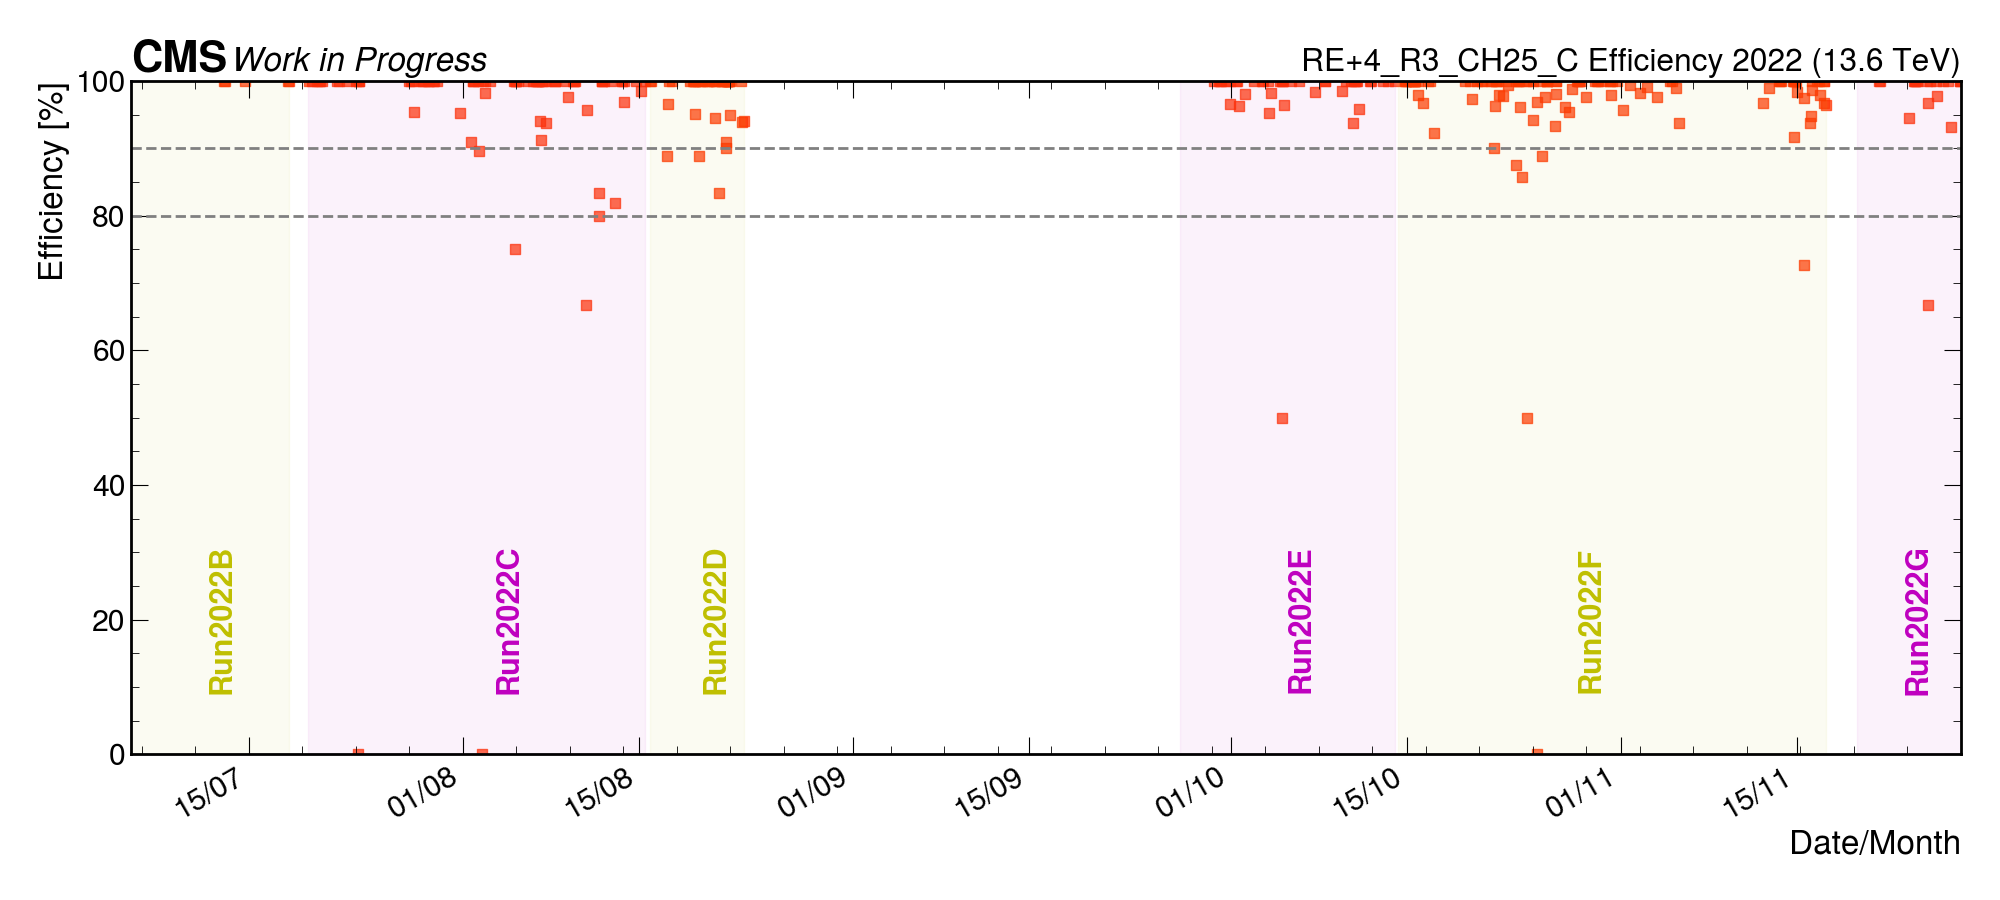 CMS Work in Progress
RE+4_R3_CH25_C Efficiency 2022 (13.6 TeV)
Efficiency [%]
100
80
60
40
20
0
Run2022B
Run2022C
Run2022D
Run2022E
Run2022F
Run2022G
15/07
01/08
15/08
01/09
15/09
01/10
15/10
01/11
15/11
Date/Month